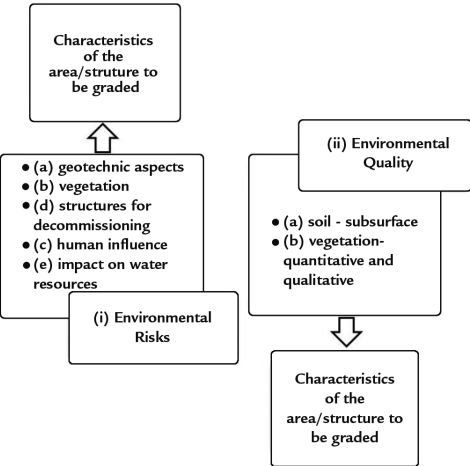 Characteristics
of the
area/struture to
be graded
• (a) geotechnic aspects
• (b) vegetation
• (d) structures for
decommissioning
• (c) human influence
• (e) impact on water
resources
(i) Environmental
Risks
(ii) Environmental
Quality
• (a) soil - subsurface
• (b) vegetation-
quantitative and
qualitative
Characteristics
of the
area/structure to
be graded